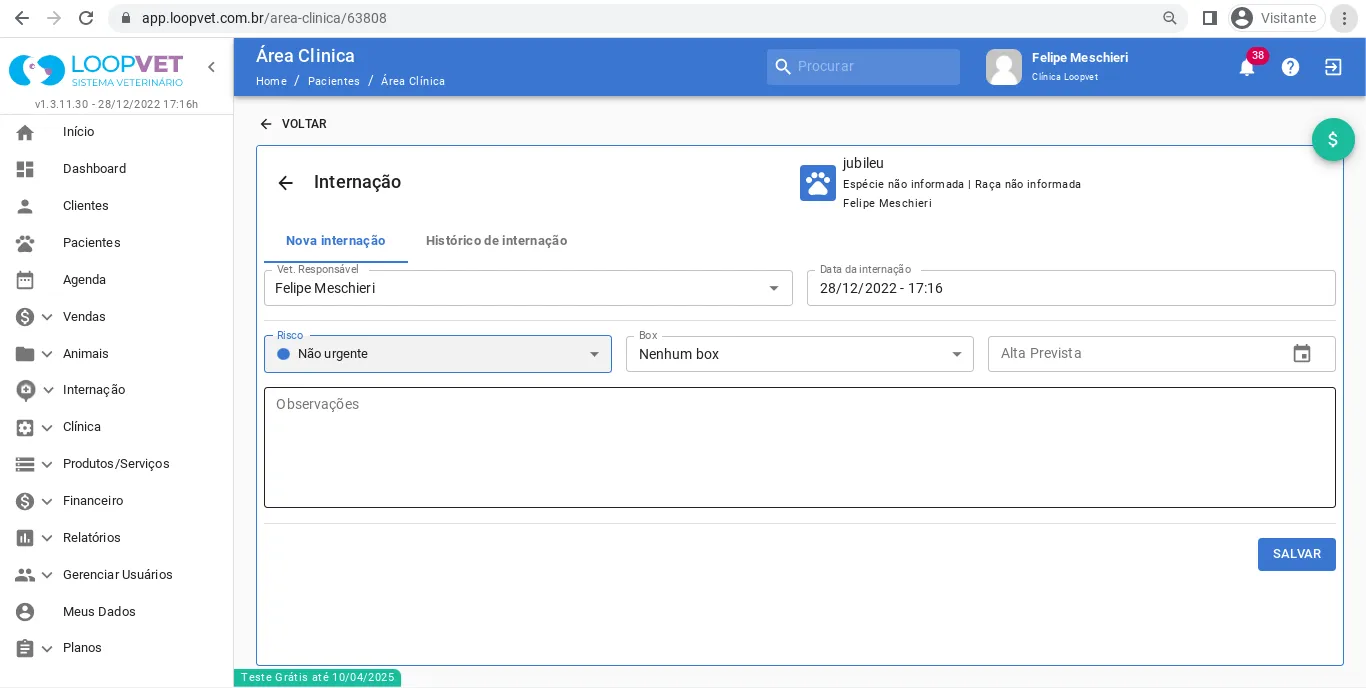 app.loopvet.com.br/area-clinica/63808
Visitante
LOOPVET
SISTEMA VETERINÁRIO
v1.3.11.30 - 28/12/2022 17:16h
Início
Dashboard
Clientes
Pacientes
Agenda
Vendas
Animais
Internação
Clínica
Produtos/Serviços
Financeiro
Relatórios
Gerenciar Usuários
Meus Dados
Planos
Área Clinica
Home / Pacientes / Área Clínica
Procurar
Felipe Meschieri
Clínica Loopvet
38
VOLTAR
$
Internação
jubileu
Espécie não informada | Raça não informada
Felipe Meschieri
Nova internação
Histórico de internação
Vet. Responsável
Felipe Meschieri
Data da internação
28/12/2022 - 17:16
Risco
Não urgente
Box
Nenhum box
Alta Prevista
Observações
SALVAR
Teste Grátis até 10/04/2025